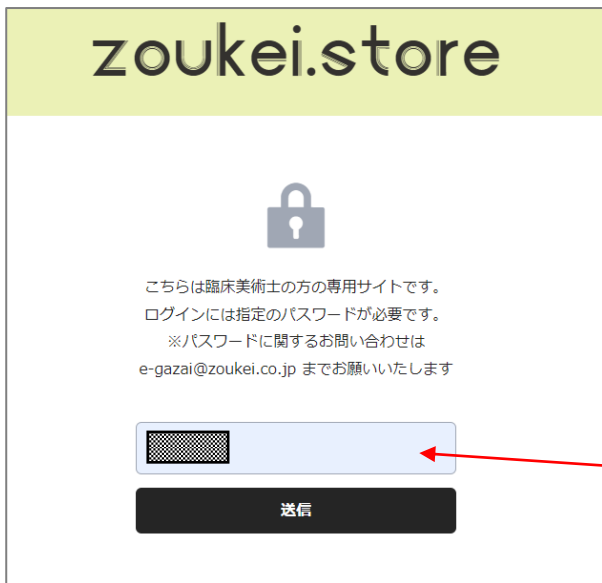 zoukei.store
こちらは臨床美術士の方の専用サイトです。
ログインには指定のパスワードが必要です。
※パスワードに関するお問い合わせは
e-gazai@zoukei.co.jp までお願いいたします
送信